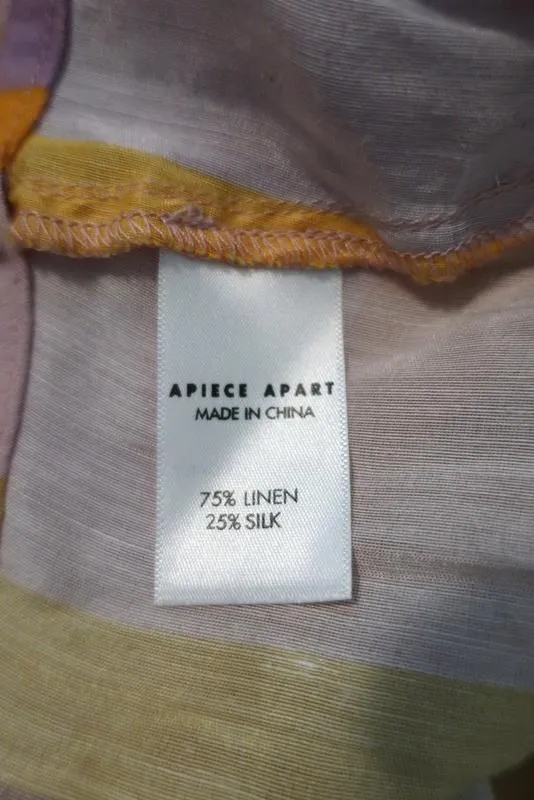 APIECE APART
MADE IN CHINA
75% LINEN
25% SILK